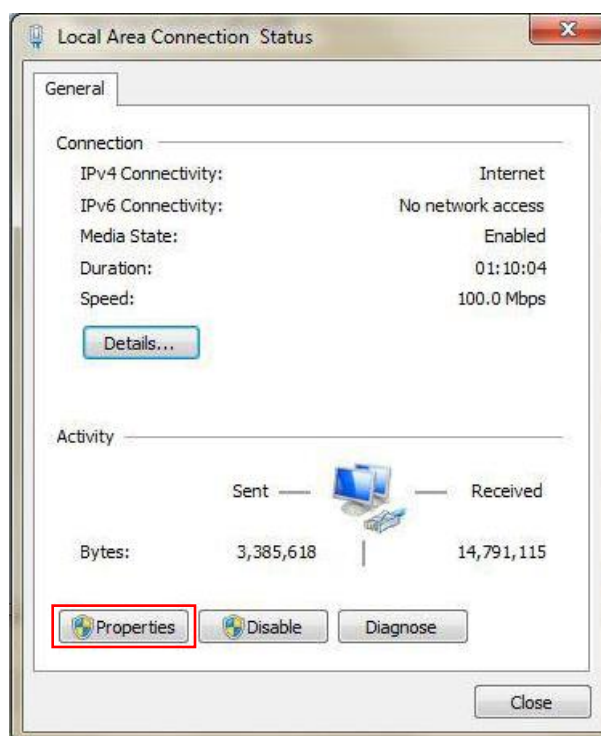 Local Area Connection Status
General
Connection
IPv4 Connectivity: Internet
IPv6 Connectivity: No network access
Media State: Enabled
Duration: 01:10:04
Speed: 100.0 Mbps
Details...
Activity
Sent Received
Bytes: 3,385,618 14,791,115
Properties Disable Diagnose
Close